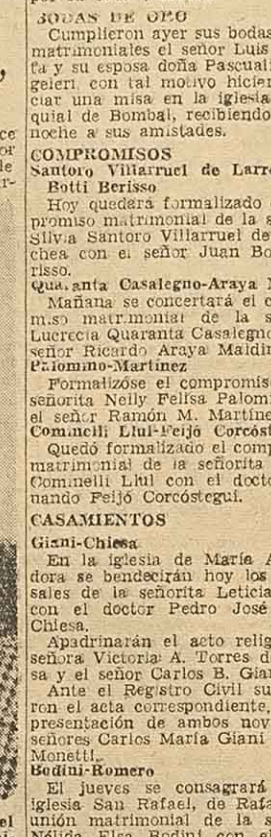 BODAS DE ORO
Cumplieron ayer sus bodas
matrimoniales el señor Luis
fa y su esposa doña Pascuali
geleri, con tal motivo hicier
ciar una misa en la iglesia
quial de Bombal, recibiendo
noche a sus amistades.
COMPROMISOS
Santoro Villarruel de Larre
Botti Berisso
Hoy quedará formalizado
promiso matrimonial de la s
Silvia Santoro Villarruel de
chea con el señor Juan Bo
risso.
Quaranta Casalegno-Araya M
Mañana se concertará el c
miso matrimonial de la s
Lucrecia Quaranta Casalegno
señor Ricardo Araya Maldin
Palomino-Martínez
Formalizóse el compromis
señorita Nelly Felisa Palom
el señor Ramón M. Martíne
Cominelli Llul-Feijó Corcóst
Quedó formalizado el comp
matrimonial de la señorita
Cominelli Llul con el docto
nando Feijó Corcóstegui.
CASAMIENTOS
Giani-Chiesa
En la iglesia de María A
dora se bendecirán hoy los
sales de la señorita Leticia
con el doctor Pedro José
Chiesa.
Apadrinarán el acto relig
señora Victoria A. Torres d
sa y el señor Carlos B. Gian
Ante el Registro Civil su
ron el acta correspondiente,
presentación de ambos nov
señores Carlos María Giani
Monetti.
Bodini-Romero
El jueves se consagrará
iglesia San Rafael, de Rafa
unión matrimonial de la s
Nélida Elsa Bodini con el